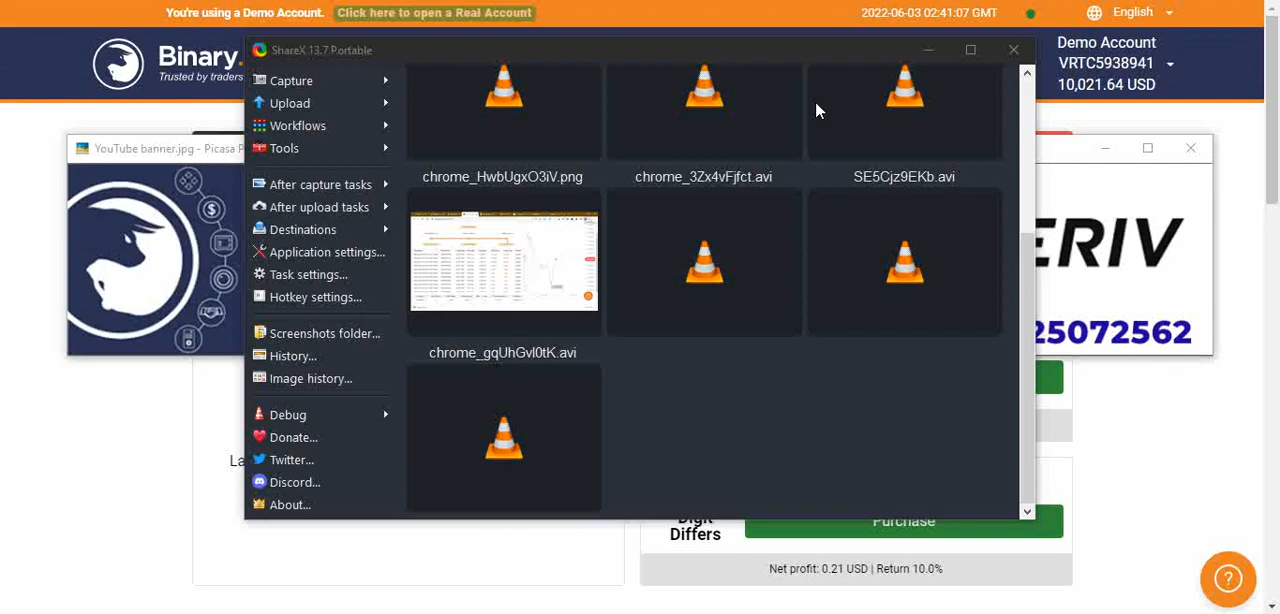 You're using a Demo Account. Click here to open a Real Account
2022-06-03 02:41:07 GMT
English
Binary.
Trusted by traders
Demo Account
VRTC5938941
10,021.64 USD
ShareX 13.7 Portable
Capture
Upload
Workflows
Tools
After capture tasks
After upload tasks
Destinations
Application settings...
Task settings...
Hotkey settings...
Screenshots folder...
History...
Image history...
Debug
Donate...
Twitter...
Discord...
About...
chrome_HwbUgxO3iV.png
chrome_3Zx4vFjfct.avi
SE5Cjz9EKb.avi
chrome_gqUhGvl0tK.avi
YouTube banner.jpg - Picasa P
ERIV
25072562
La
Digit
Differs
Purchase
Net profit: 0.21 USD | Return 10.0%